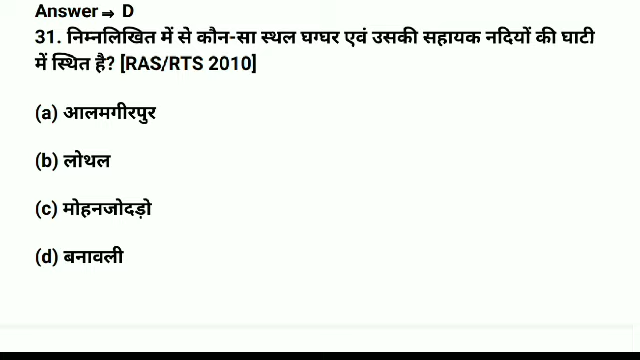 Answer → D
31. निम्नलिखित में से कौन-सा स्थल घग्घर एवं उसकी सहायक नदियों की घाटी
में स्थित है? [RAS/RTS 2010]
(a) आलमगीरपुर
(b) लोथल
(c) मोहनजोदड़ो
(d) बनावली